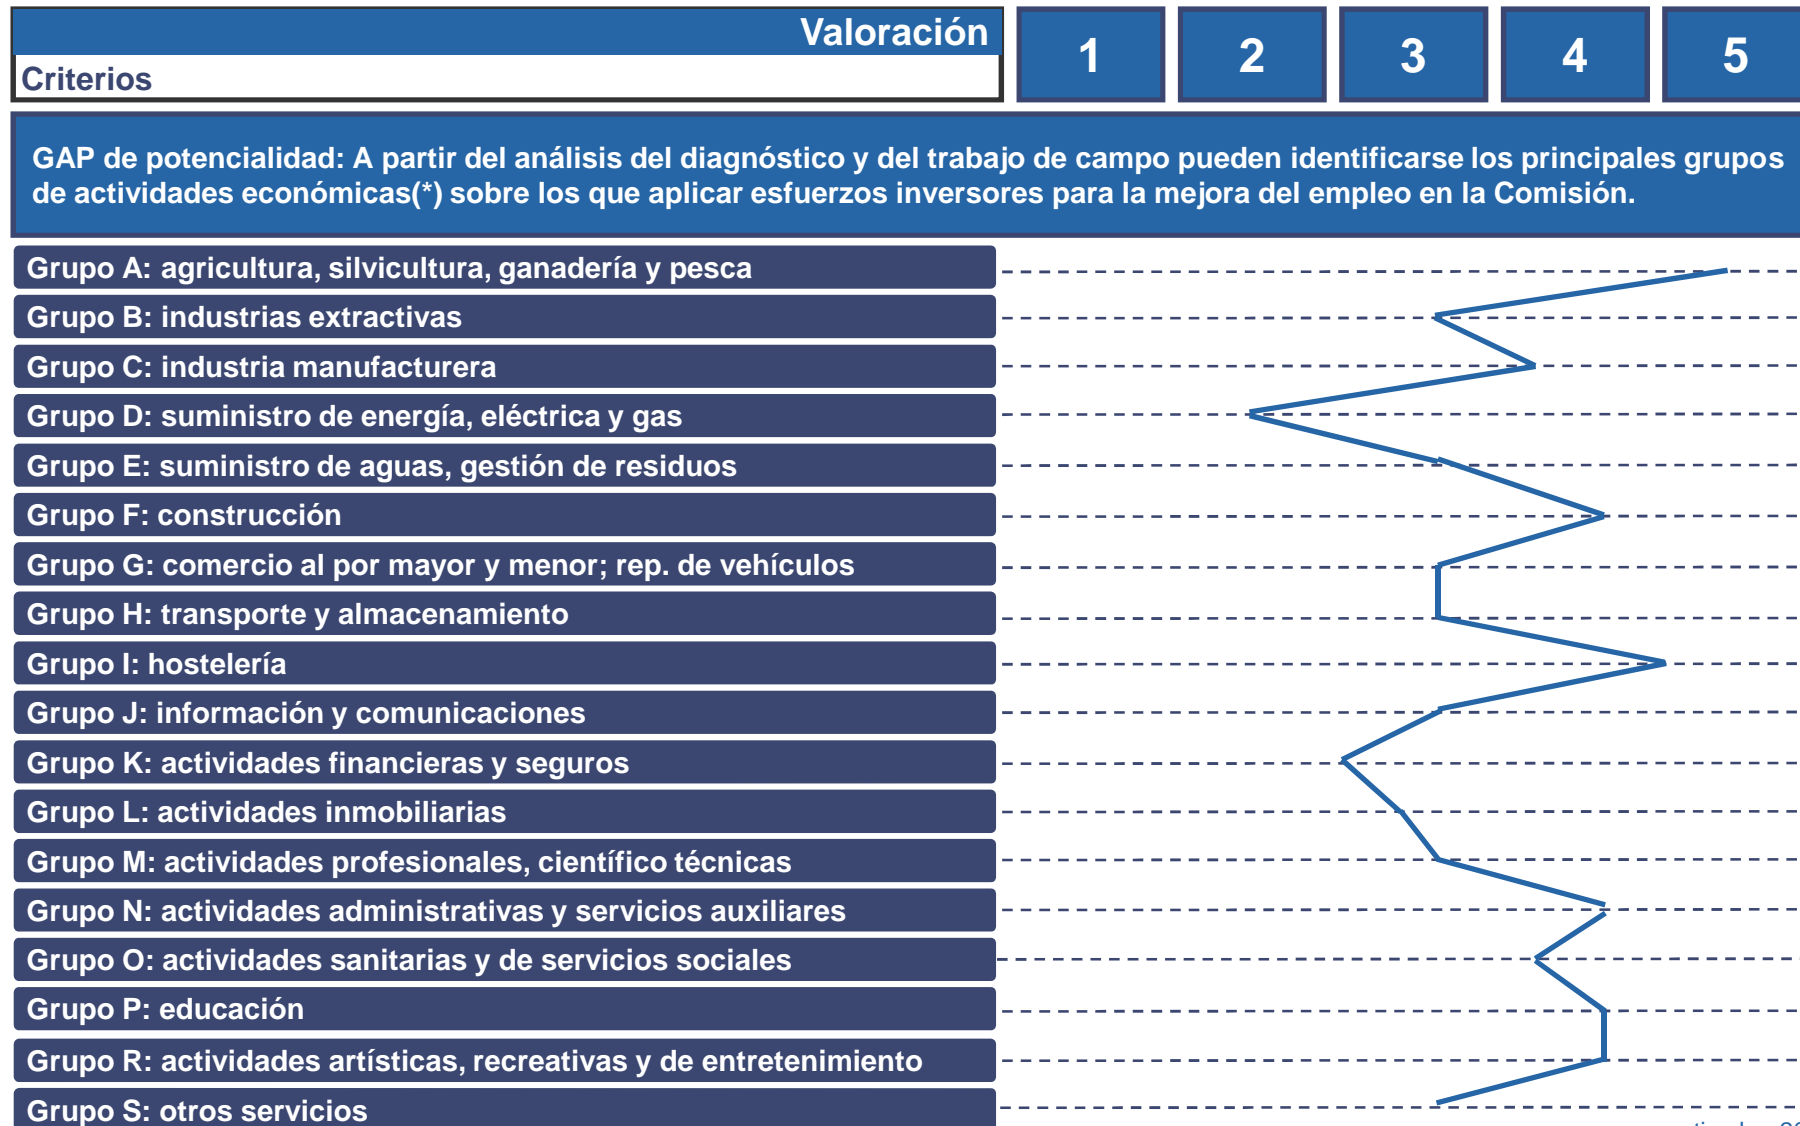 Valoración
Criterios
1 2 3 4 5
GAP de potencialidad: A partir del análisis del diagnóstico y del trabajo de campo pueden identificarse los principales grupos
de actividades económicas(*) sobre los que aplicar esfuerzos inversores para la mejora del empleo en la Comisión.
Grupo A: agricultura, silvicultura, ganadería y pesca
Grupo B: industrias extractivas
Grupo C: industria manufacturera
Grupo D: suministro de energía, eléctrica y gas
Grupo E: suministro de aguas, gestión de residuos
Grupo F: construcción
Grupo G: comercio al por mayor y menor; rep. de vehículos
Grupo H: transporte y almacenamiento
Grupo I: hostelería
Grupo J: información y comunicaciones
Grupo K: actividades financieras y seguros
Grupo L: actividades inmobiliarias
Grupo M: actividades profesionales, científico técnicas
Grupo N: actividades administrativas y servicios auxiliares
Grupo O: actividades sanitarias y de servicios sociales
Grupo P: educación
Grupo R: actividades artísticas, recreativas y de entretenimiento
Grupo S: otros servicios